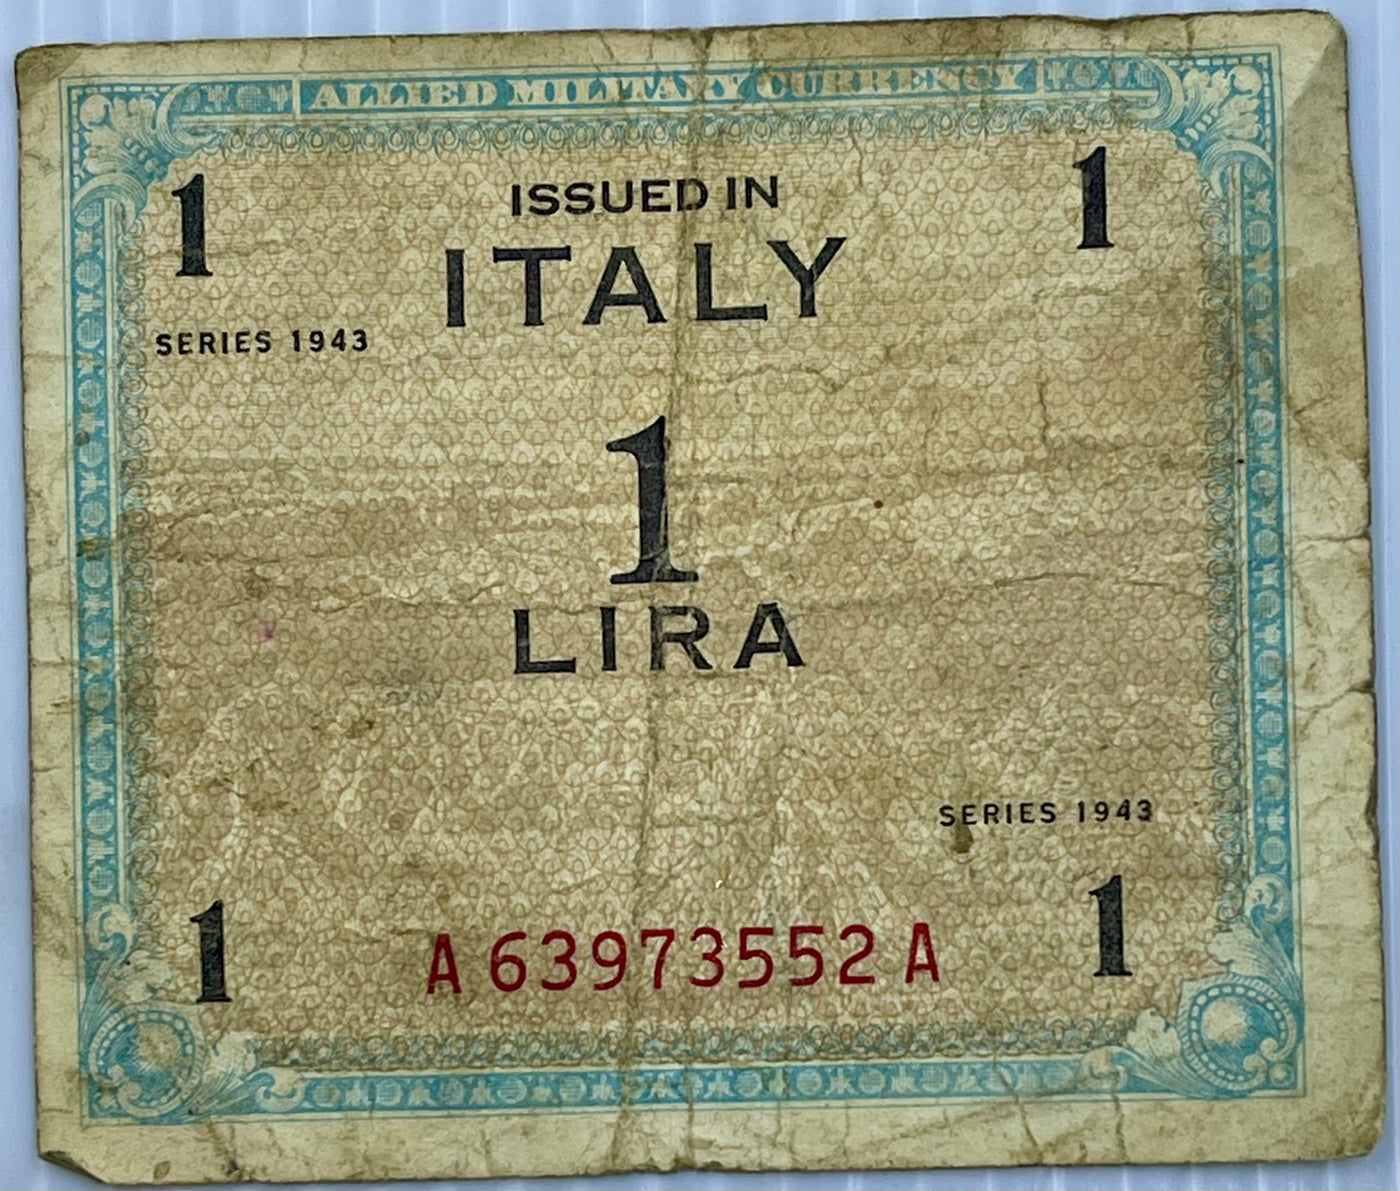 ALLIED MILITARY CURRENCY
1 1
ISSUED IN
ITALY
SERIES 1943
1
LIRA
SERIES 1943
1 1
A 63973552 A